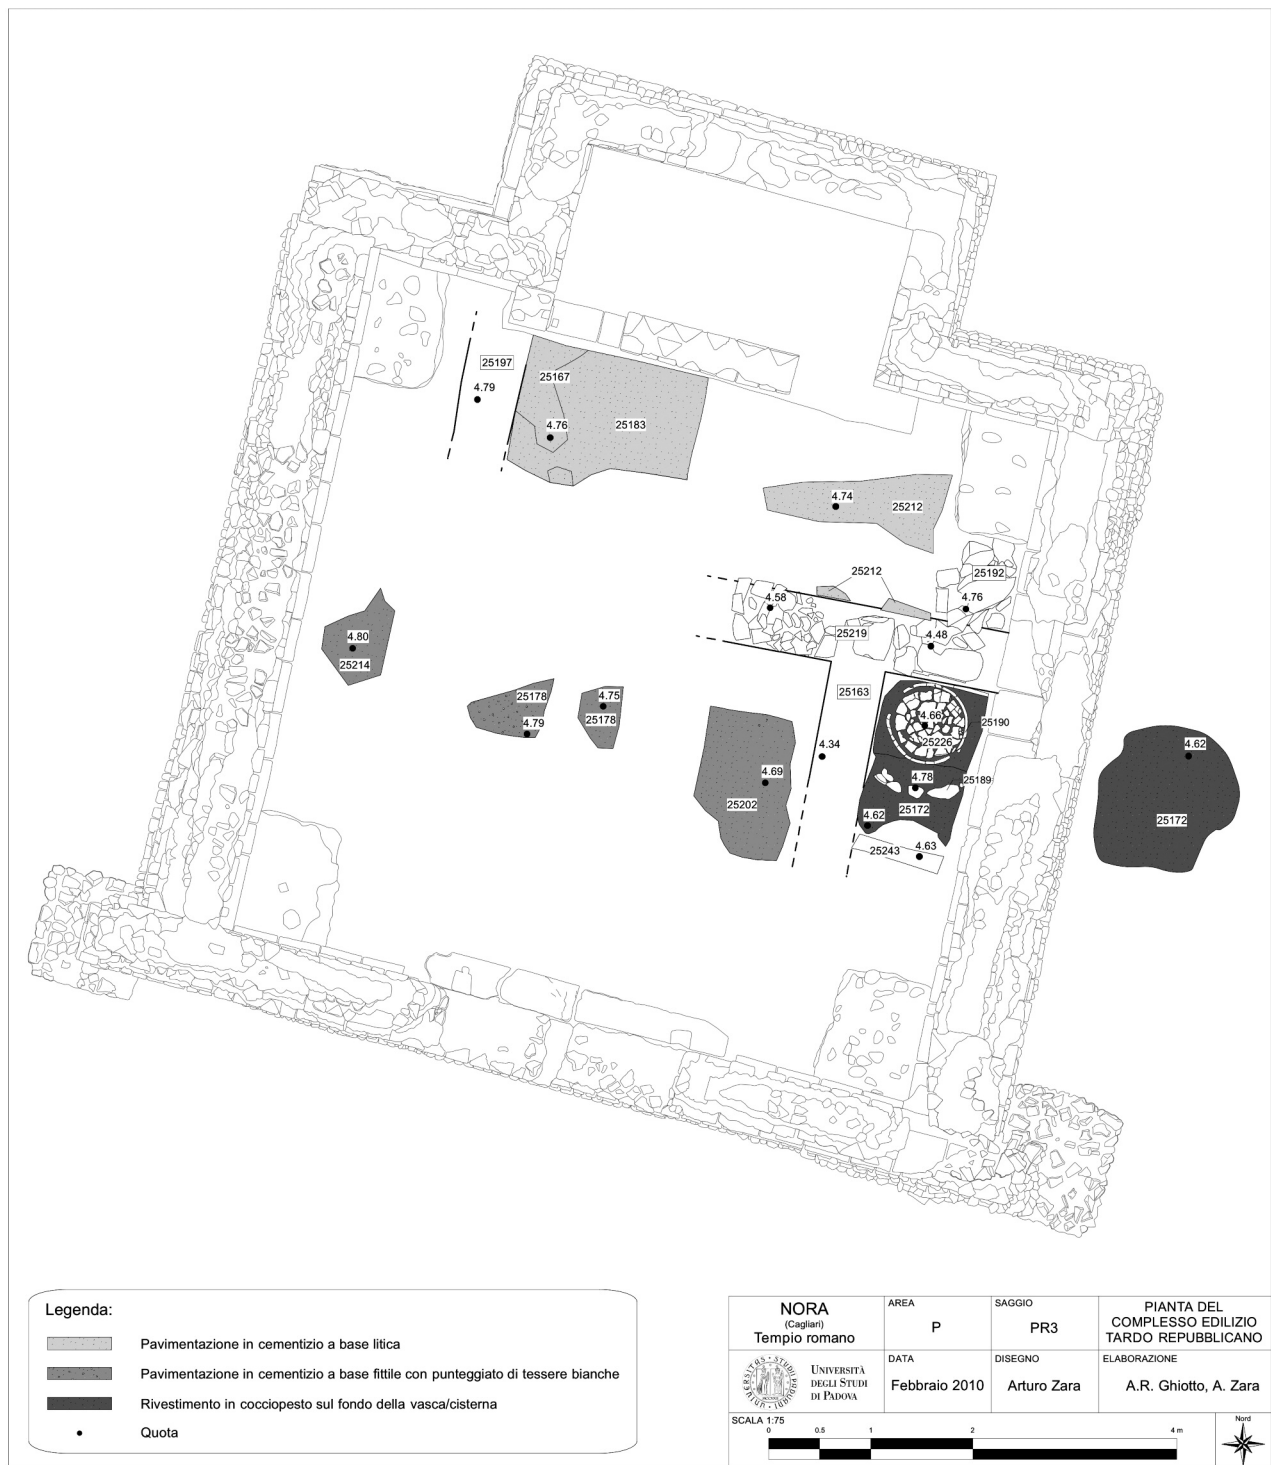 25197
4.79
25167
4.76
25183
4.74
25212
25212
25192
4.58
4.76
25219
4.48
4.80
25214
25178
4.79
4.75
25178
25163
4.66
25190
25226
4.34
4.69
25202
4.78
25189
25172
4.62
4.63
25243
4.62
25172
Legenda:
Pavimentazione in cementizio a base litica
Pavimentazione in cementizio a base fittile con punteggiato di tessere bianche
Rivestimento in cocciopesto sul fondo della vasca/cisterna
Quota
NORA
(Cagliari)
Tempio romano
AREA
P
SAGGIO
PR3
PIANTA DEL
COMPLESSO EDILIZIO
TARDO REPUBBLICANO
UNIVERSITÀ
DEGLI STUDI
DI PADOVA
DATA
Febbraio 2010
DISEGNO
Arturo Zara
ELABORAZIONE
A.R. Ghiotto, A. Zara
SCALA 1:75
0 0.5 1 2 4 m
Nord